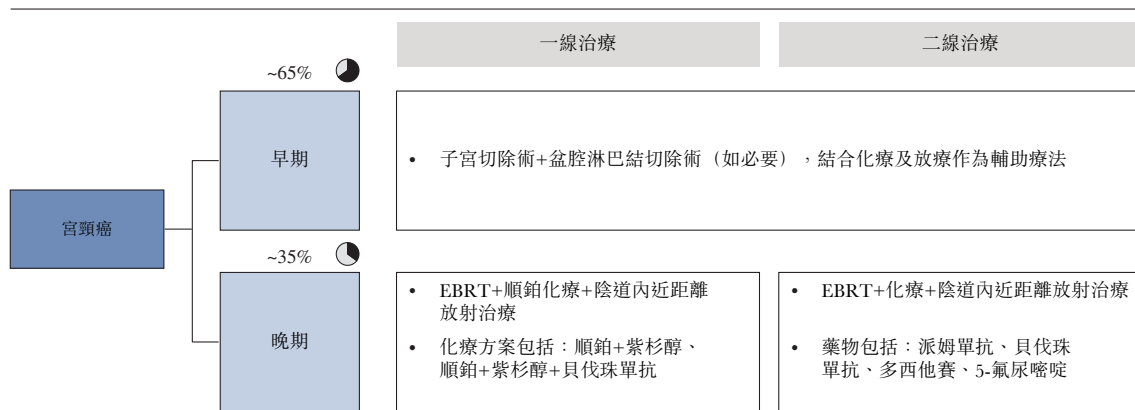 一線治療
二線治療
~65%
早期
• 子宮切除術+盆腔淋巴結切除術（如必要），結合化療及放療作為輔助療法
宮頸癌
~35%
晚期
• EBRT+順鉑化療+陰道內近距離
放射治療
• 化療方案包括：順鉑+紫杉醇、
順鉑+紫杉醇+貝伐珠單抗
• EBRT+化療+陰道內近距離放射治療
• 藥物包括：派姆單抗、貝伐珠
單抗、多西他賽、5-氟尿嘧啶